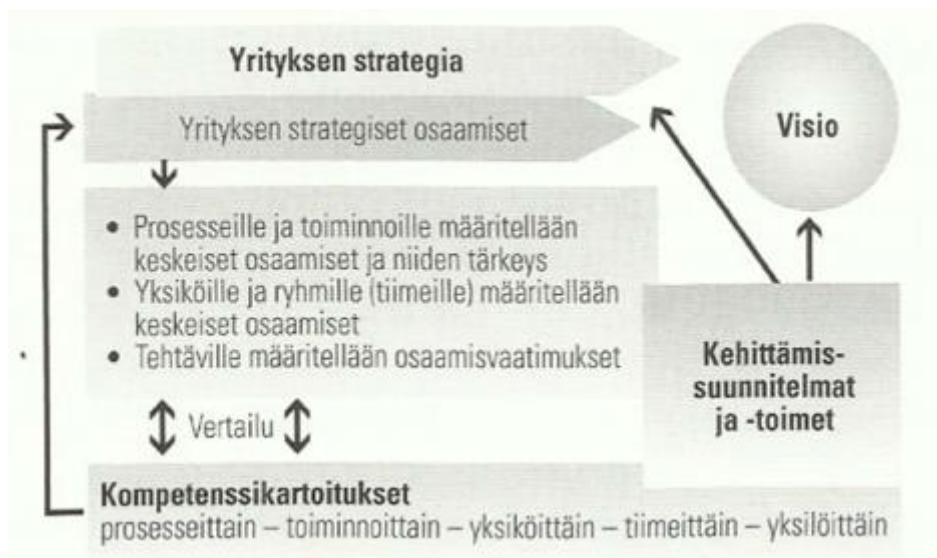 Yrityksen strategia
Yrityksen strategiset osaamiset
Visio
• Prosesseille ja toiminnoille määritellään
keskeiset osaamiset ja niiden tärkeys
• Yksiköille ja ryhmille (tiimeille) määritellään
keskeiset osaamiset
• Tehtäville määritellään osaamisvaatimukset
Kehittämis-
suunnitelmat
ja -toimet
Vertailu
Kompetenssikartoitukset
prosesseittain – toiminnoittain – yksiköittäin – tiimeittäin – yksilöittäin